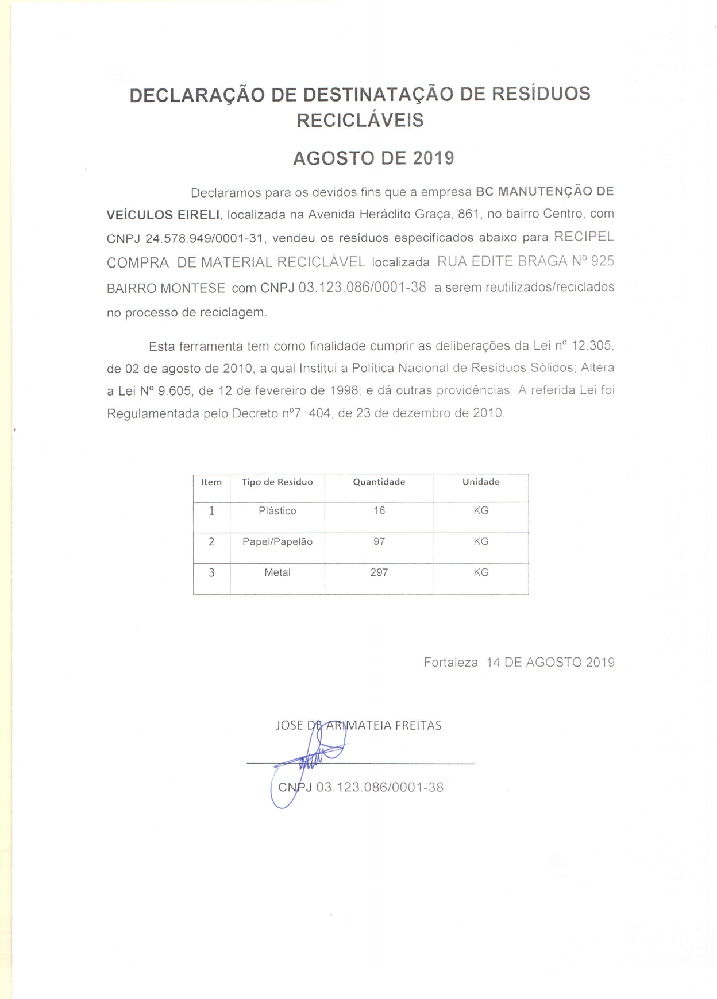 DECLARAÇÃO DE DESTINATAÇÃO DE RESÍDUOS
RECICLÁVEIS
AGOSTO DE 2019
Declaramos para os devidos fins que a empresa BC MANUTENÇÃO DE
VEÍCULOS EIRELI, localizada na Avenida Heráclito Graça, 861, no bairro Centro, com
CNPJ 24.578.949/0001-31, vendeu os resíduos especificados abaixo para RECIPEL
COMPRA DE MATERIAL RECICLÁVEL localizada RUA EDITE BRAGA Nº 925
BAIRRO MONTESE com CNPJ 03.123.086/0001-38 a serem reutilizados/reciclados
no processo de reciclagem.
Esta ferramenta tem como finalidade cumprir as deliberações da Lei nº 12.305,
de 02 de agosto de 2010, a qual Institui a Política Nacional de Resíduos Sólidos; Altera
a Lei Nº 9.605, de 12 de fevereiro de 1998; e dá outras providências. A referida Lei foi
Regulamentada pelo Decreto nº7. 404, de 23 de dezembro de 2010.
Item Tipo de Resíduo Quantidade Unidade
1 Plástico 16 KG
2 Papel/Papelão 97 KG
3 Metal 297 KG
Fortaleza 14 DE AGOSTO 2019
JOSE DE ARIMATEIA FREITAS
CNPJ 03.123.086/0001-38